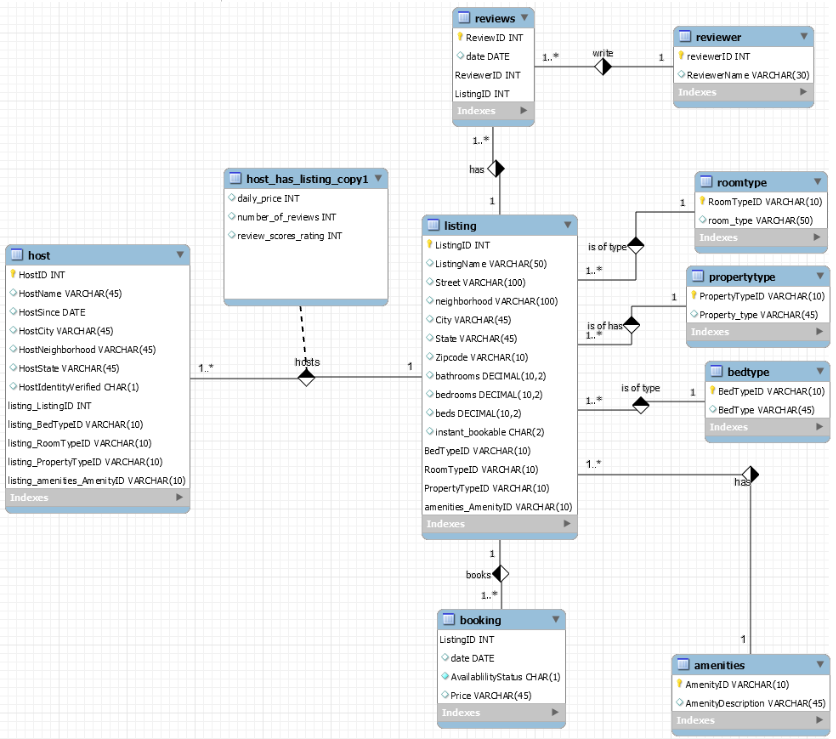 reviews
ReviewID INT
date DATE
ReviewerID INT
ListingID INT
Indexes
1..*
write
1
reviewer
reviewerID INT
ReviewerName VARCHAR(30)
Indexes
1..*
has
1
host_has_listing_copy1
daily_price INT
number_of_reviews INT
review_scores_rating INT
roomtype
RoomTypeID VARCHAR(10)
room_type VARCHAR(50)
Indexes
1
is of type
1..*
host
HostID INT
HostName VARCHAR(45)
HostSince DATE
HostCity VARCHAR(45)
HostNeighborhood VARCHAR(45)
HostState VARCHAR(45)
HostIdentityVerified CHAR(1)
listing_ListingID INT
listing_BedTypeID VARCHAR(10)
listing_RoomTypeID VARCHAR(10)
listing_PropertyTypeID VARCHAR(10)
listing_amenities_AmenityID VARCHAR(10)
Indexes
1..*
hosts
1
listing
ListingID INT
ListingName VARCHAR(50)
Street VARCHAR(100)
neighborhood VARCHAR(100)
City VARCHAR(45)
State VARCHAR(45)
Zipcode VARCHAR(10)
bathrooms DECIMAL(10,2)
bedrooms DECIMAL(10,2)
beds DECIMAL(10,2)
instant_bookable CHAR(2)
BedTypeID VARCHAR(10)
RoomTypeID VARCHAR(10)
PropertyTypeID VARCHAR(10)
amenities_AmenityID VARCHAR(10)
Indexes
propertytype
PropertyTypeID VARCHAR(10)
Property_type VARCHAR(45)
Indexes
1
is of has
1..*
bedtype
BedTypeID VARCHAR(10)
BedType VARCHAR(45)
Indexes
is of type
1
1..*
1..*
has
1
1
books
1..*
booking
ListingID INT
date DATE
AvailablilityStatus CHAR(1)
Price VARCHAR(45)
Indexes
amenities
AmenityID VARCHAR(10)
AmenityDescription VARCHAR(45)
Indexes